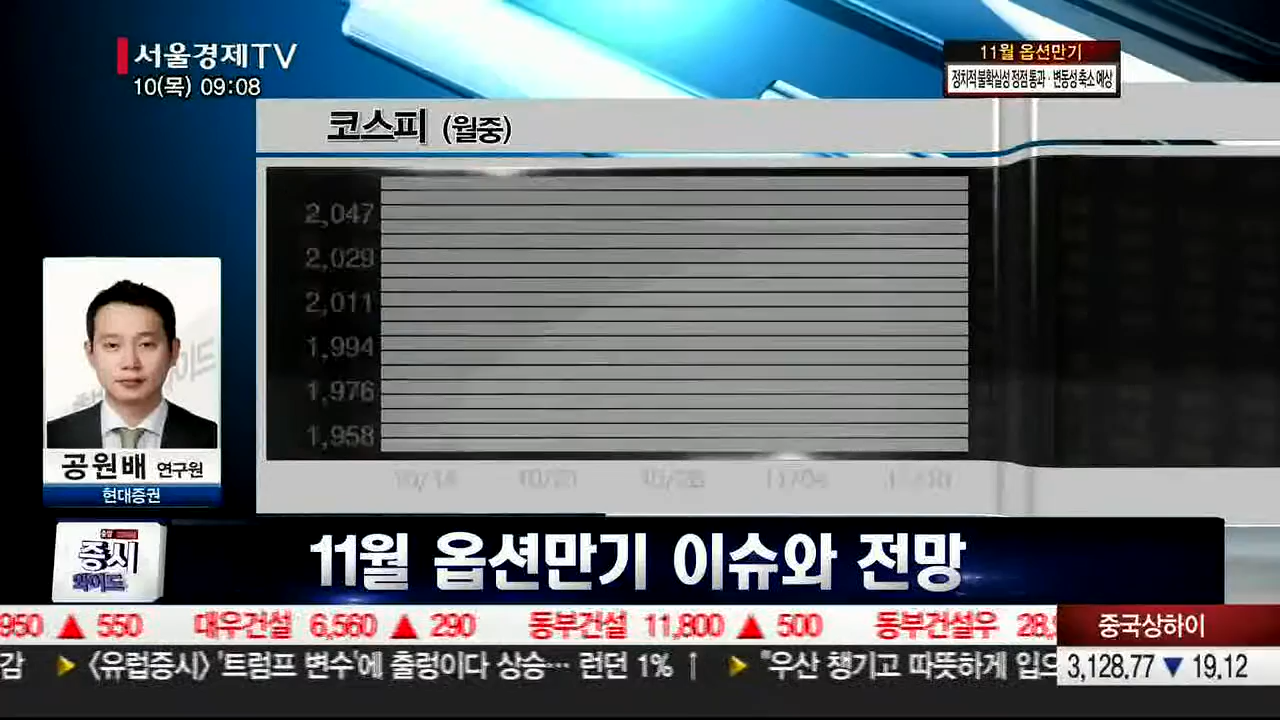 서울경제TV
10(목) 09:08
11월 옵션만기
정치적 불확실성 정점 통과·변동성 축소 예상
코스피 (월중)
2,047
2,029
2,011
1,994
1,976
1,958
공원배 연구원
현대증권
증시
와이드
11월 옵션만기 이슈와 전망
950 ▲ 550 대우건설 6,560 ▲ 290 동부건설 11,800 ▲ 500 동부건설우
중국상하이
감 ▶ 〈유럽증시〉 '트럼프 변수'에 출렁이다 상승… 런던 1% ↑ ▶ "우산 챙기고 따뜻하게 입으
3,128.77 ▼ 19.12